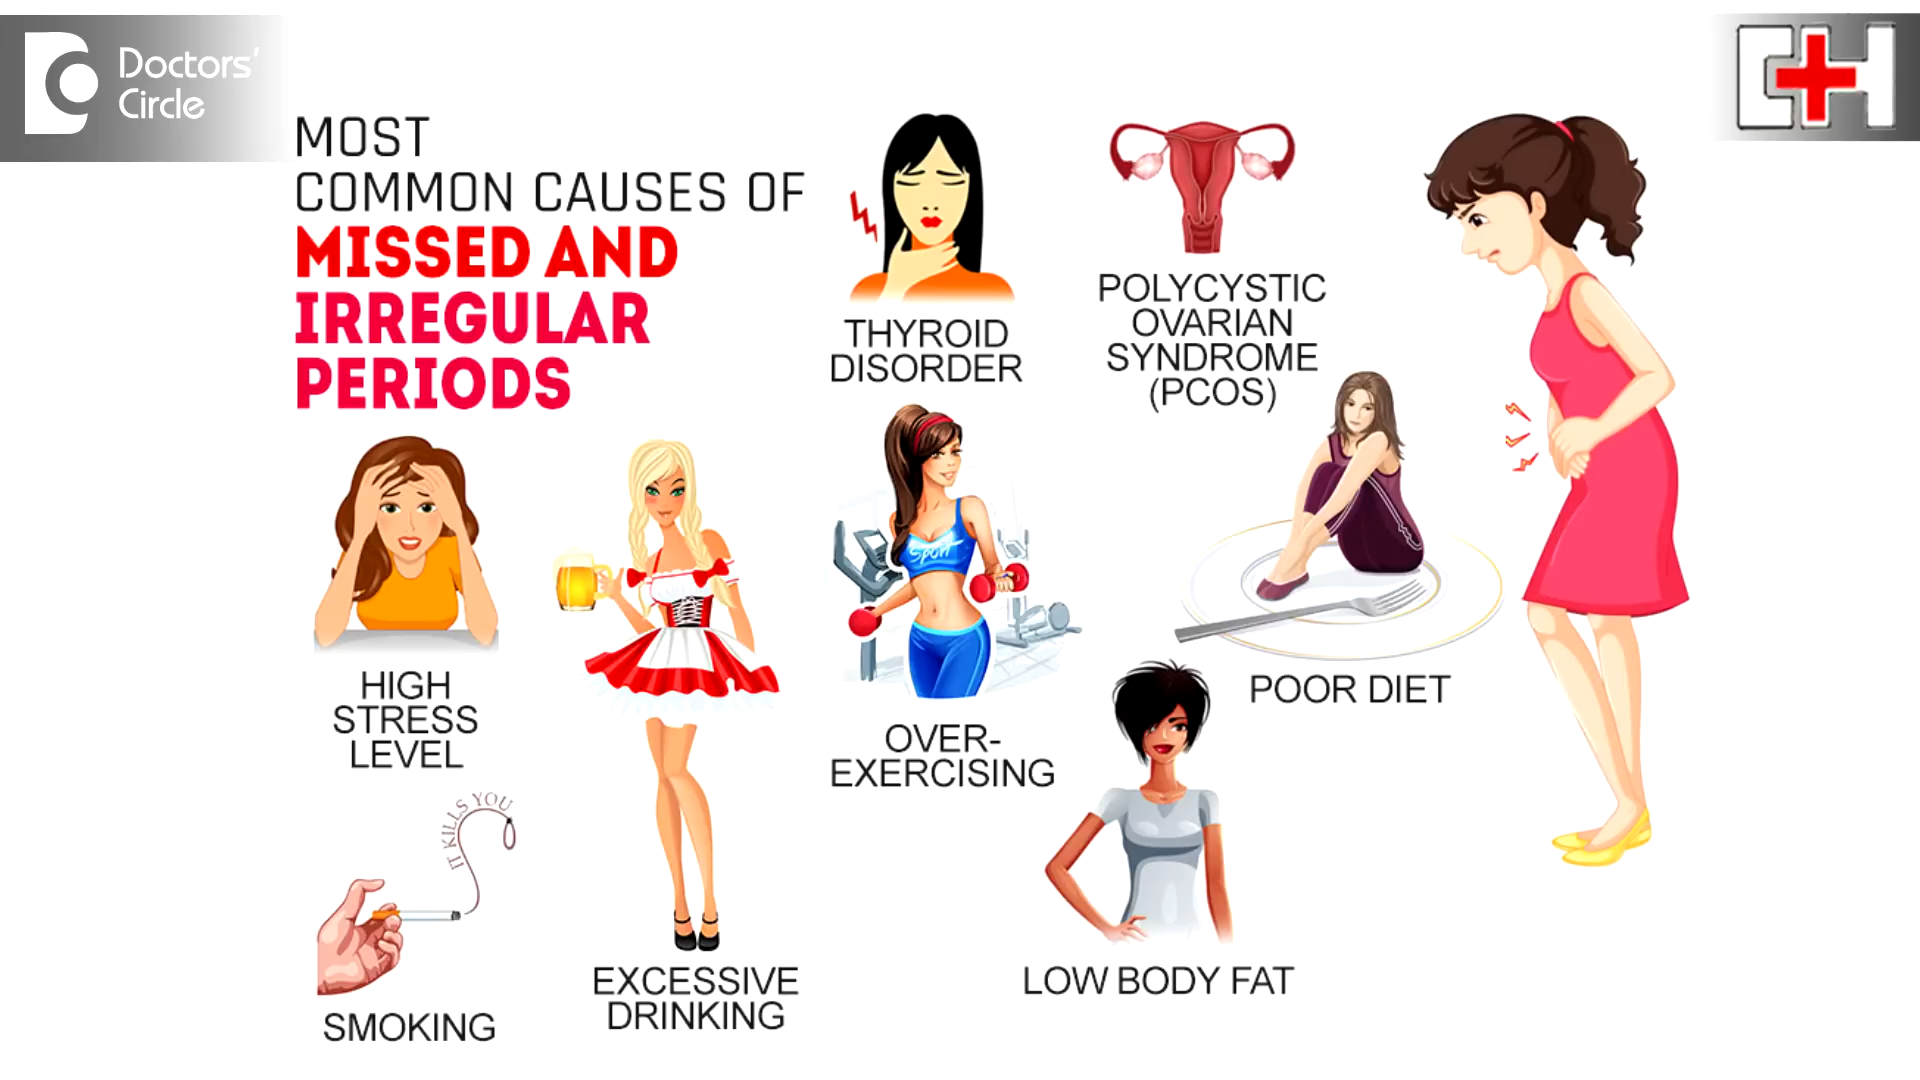 Doctors'
Circle
MOST
COMMON CAUSES OF
MISSED AND
IRREGULAR
PERIODS
THYROID
DISORDER
POLYCYSTIC
OVARIAN
SYNDROME
(PCOS)
HIGH
STRESS
LEVEL
Sport
OVER-
EXERCISING
POOR DIET
IT KILLS YOU
SMOKING
EXCESSIVE
DRINKING
LOW BODY FAT